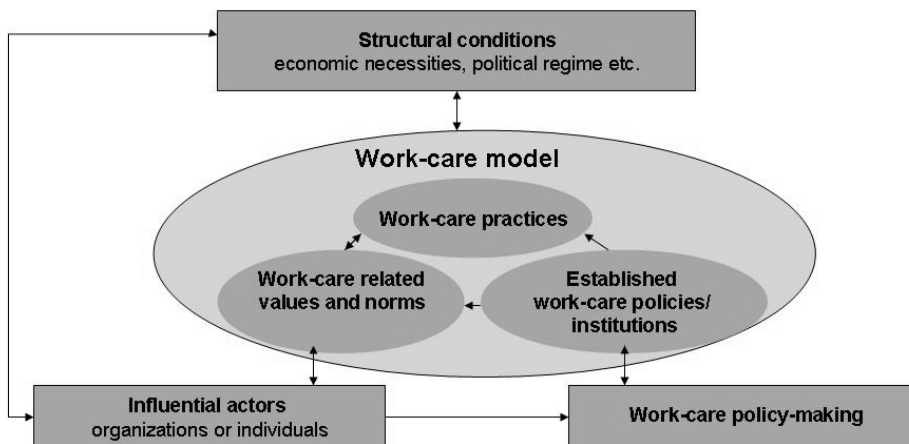 Structural conditions
economic necessities, political regime etc.
Work-care model
Work-care practices
Work-care related
values and norms
Established
work-care policies/
institutions
Influential actors
organizations or individuals
Work-care policy-making